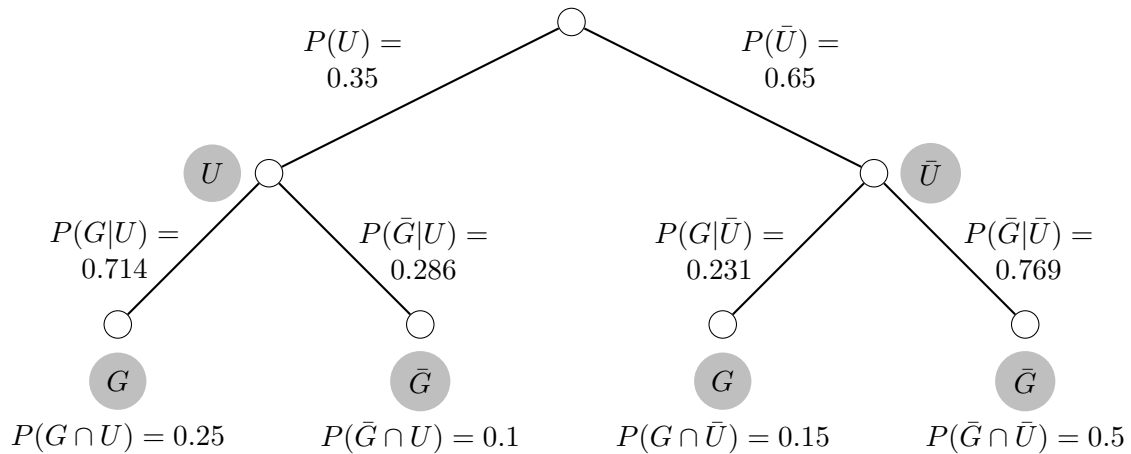 P(U) =
0.35
P(Ū) =
0.65
U
Ū
P(G|U) =
0.714
P(Ḡ|U) =
0.286
P(G|Ū) =
0.231
P(Ḡ|Ū) =
0.769
G
Ḡ
G
Ḡ
P(G ∩ U) = 0.25
P(Ḡ ∩ U) = 0.1
P(G ∩ Ū) = 0.15
P(Ḡ ∩ Ū) = 0.5